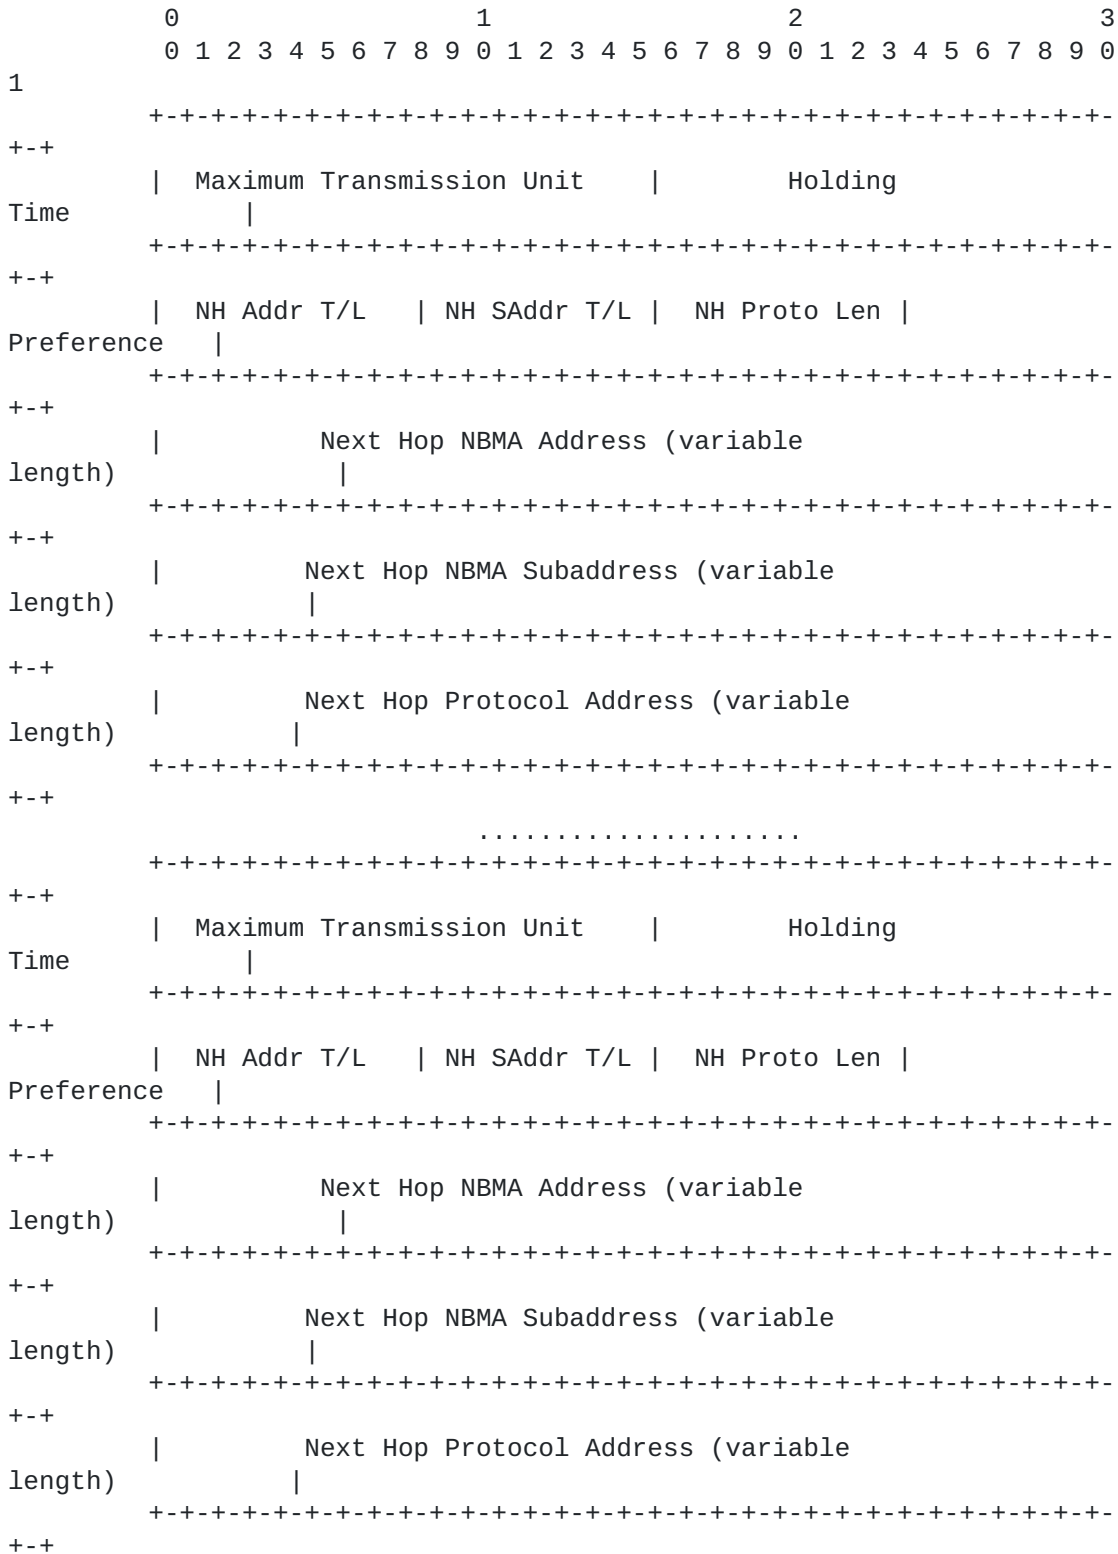 0                   1                   2                   3
          0 1 2 3 4 5 6 7 8 9 0 1 2 3 4 5 6 7 8 9 0 1 2 3 4 5 6 7 8 9 0
1
         +-+-+-+-+-+-+-+-+-+-+-+-+-+-+-+-+-+-+-+-+-+-+-+-+-+-+-+-+-+-+-
+-+
         |  Maximum Transmission Unit    |        Holding
Time           |
         +-+-+-+-+-+-+-+-+-+-+-+-+-+-+-+-+-+-+-+-+-+-+-+-+-+-+-+-+-+-+-
+-+
         |  NH Addr T/L   | NH SAddr T/L |  NH Proto Len |
Preference   |
         +-+-+-+-+-+-+-+-+-+-+-+-+-+-+-+-+-+-+-+-+-+-+-+-+-+-+-+-+-+-+-
+-+
         |          Next Hop NBMA Address (variable
length)              |
         +-+-+-+-+-+-+-+-+-+-+-+-+-+-+-+-+-+-+-+-+-+-+-+-+-+-+-+-+-+-+-
+-+
         |         Next Hop NBMA Subaddress (variable
length)            |
         +-+-+-+-+-+-+-+-+-+-+-+-+-+-+-+-+-+-+-+-+-+-+-+-+-+-+-+-+-+-+-
+-+
         |         Next Hop Protocol Address (variable
length)           |
         +-+-+-+-+-+-+-+-+-+-+-+-+-+-+-+-+-+-+-+-+-+-+-+-+-+-+-+-+-+-+-
+-+
                              .....................
         +-+-+-+-+-+-+-+-+-+-+-+-+-+-+-+-+-+-+-+-+-+-+-+-+-+-+-+-+-+-+-
+-+
         |  Maximum Transmission Unit    |        Holding
Time           |
         +-+-+-+-+-+-+-+-+-+-+-+-+-+-+-+-+-+-+-+-+-+-+-+-+-+-+-+-+-+-+-
+-+
         |  NH Addr T/L   | NH SAddr T/L |  NH Proto Len |
Preference   |
         +-+-+-+-+-+-+-+-+-+-+-+-+-+-+-+-+-+-+-+-+-+-+-+-+-+-+-+-+-+-+-
+-+
         |          Next Hop NBMA Address (variable
length)              |
         +-+-+-+-+-+-+-+-+-+-+-+-+-+-+-+-+-+-+-+-+-+-+-+-+-+-+-+-+-+-+-
+-+
         |         Next Hop NBMA Subaddress (variable
length)            |
         +-+-+-+-+-+-+-+-+-+-+-+-+-+-+-+-+-+-+-+-+-+-+-+-+-+-+-+-+-+-+-
+-+
         |         Next Hop Protocol Address (variable
length)           |
         +-+-+-+-+-+-+-+-+-+-+-+-+-+-+-+-+-+-+-+-+-+-+-+-+-+-+-+-+-+-+-
+-+